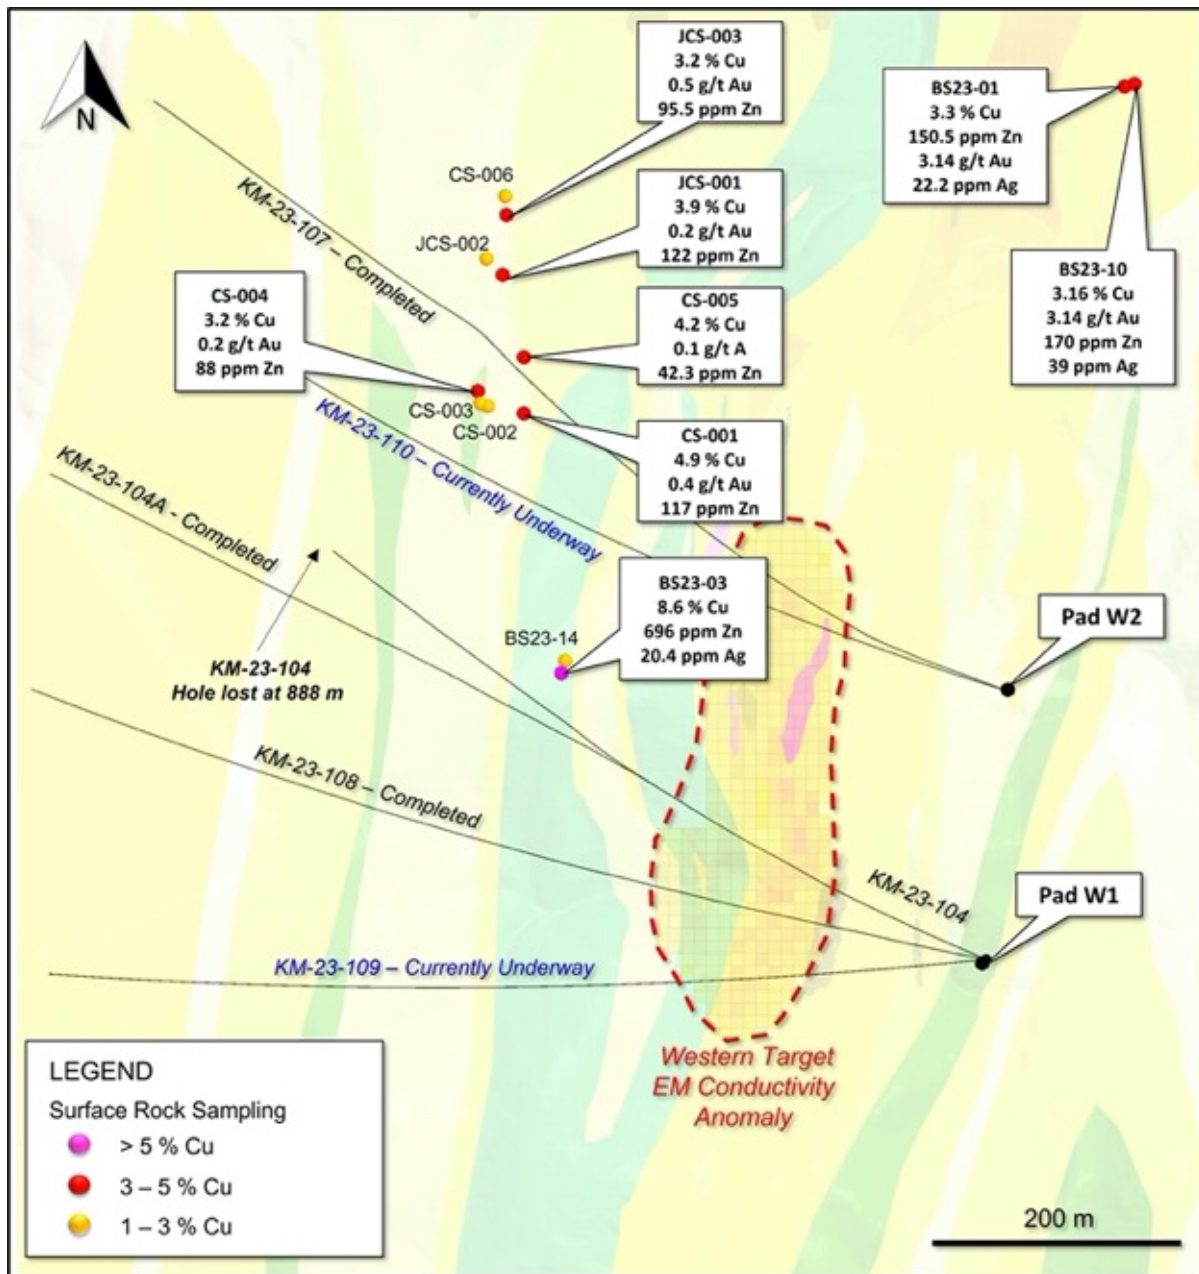 JCS-003
3.2 % Cu
0.5 g/t Au
95.5 ppm Zn
BS23-01
3.3 % Cu
150.5 ppm Zn
3.14 g/t Au
22.2 ppm Ag
N
KM-23-107 – Completed
CS-006
JCS-001
3.9 % Cu
0.2 g/t Au
122 ppm Zn
JCS-002
BS23-10
3.16 % Cu
3.14 g/t Au
170 ppm Zn
39 ppm Ag
CS-004
3.2 % Cu
0.2 g/t Au
88 ppm Zn
CS-005
4.2 % Cu
0.1 g/t A
42.3 ppm Zn
CS-003
CS-002
KM-23-110 – Currently Underway
CS-001
4.9 % Cu
0.4 g/t Au
117 ppm Zn
KM-23-104A - Completed
BS23-03
8.6 % Cu
696 ppm Zn
20.4 ppm Ag
BS23-14
Pad W2
KM-23-104
Hole lost at 888 m
KM-23-108 – Completed
KM-23-104
Pad W1
KM-23-109 – Currently Underway
Western Target
EM Conductivity
Anomaly
LEGEND
Surface Rock Sampling
> 5 % Cu
3 – 5 % Cu
1 – 3 % Cu
200 m